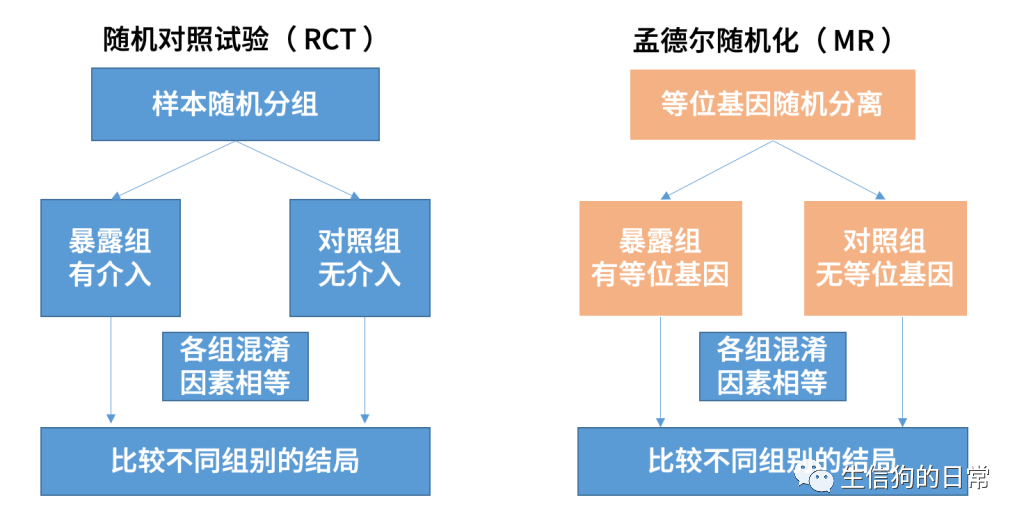 随机对照试验（RCT）
样本随机分组
暴露组
有介入
对照组
无介入
各组混淆
因素相等
比较不同组别的结局
孟德尔随机化（MR）
等位基因随机分离
暴露组
有等位基因
对照组
无等位基因
各组混淆
因素相等
比较不同组别的结局
生信狗的日常